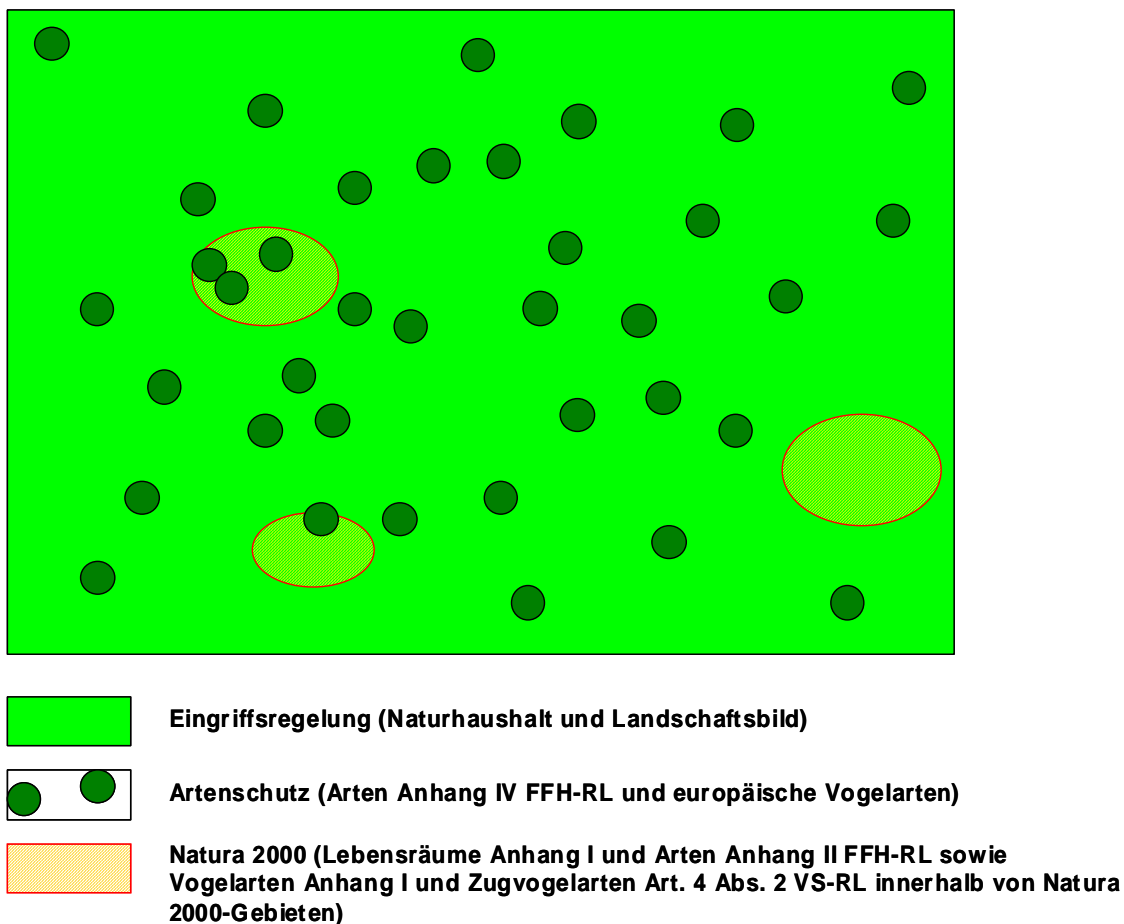 Eingriffsregelung (Naturhaushalt und Landschaftsbild)
Artenschutz (Arten Anhang IV FFH-RL und europäische Vogelarten)
Natura 2000 (Lebensräume Anhang I und Arten Anhang II FFH-RL sowie
Vogelarten Anhang I und Zugvogelarten Art. 4 Abs. 2 VS-RL innerhalb von Natura
2000-Gebieten)